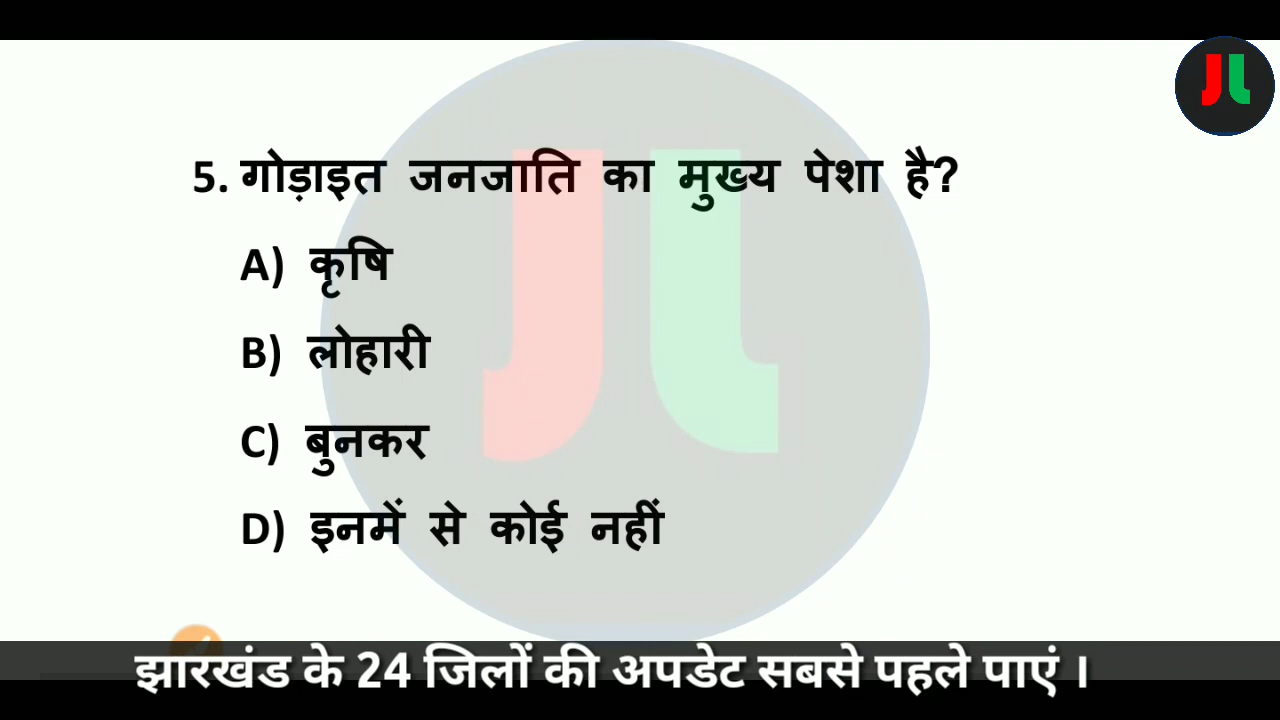 5. गोड़ाइत जनजाति का मुख्य पेशा है?
A) कृषि
B) लोहारी
C) बुनकर
D) इनमें से कोई नहीं
झारखंड के 24 जिलों की अपडेट सबसे पहले पाएं ।